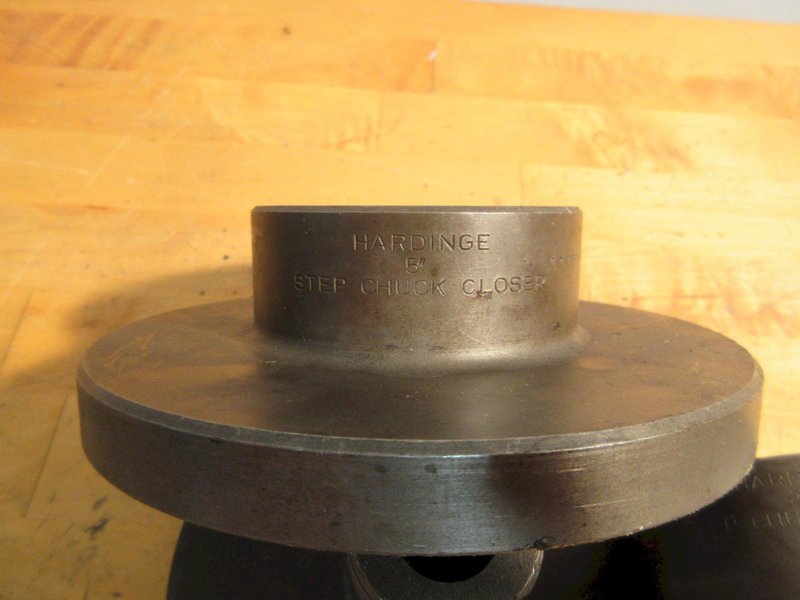 HARDINGE
5"
STEP CHUCK CLOSER